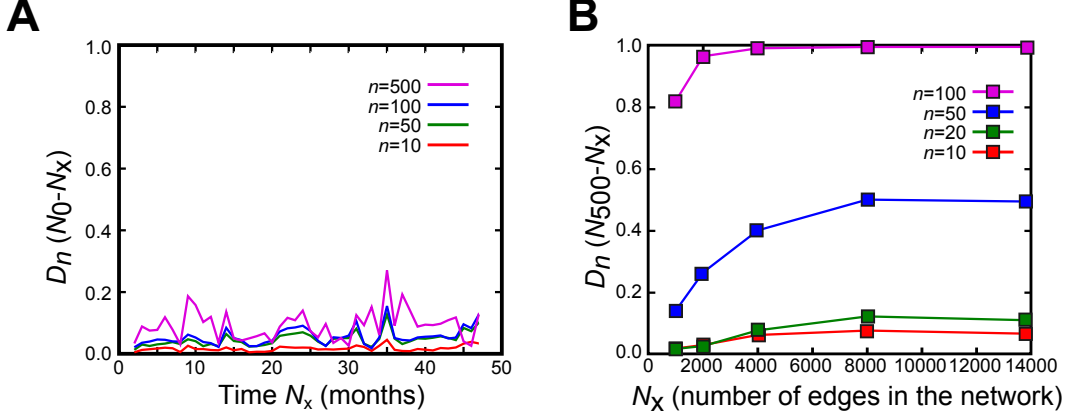 A
1.0
0.8
0.6
0.4
0.2
0.0
Dn (N0-Nx)
n=500
n=100
n=50
n=10
0 10 20 30 40 50
Time Nx (months)
B
1.0
0.8
0.6
0.4
0.2
0.0
Dn (N500-Nx)
n=100
n=50
n=20
n=10
0 2000 4000 6000 8000 10000 12000 14000
Nx (number of edges in the network)